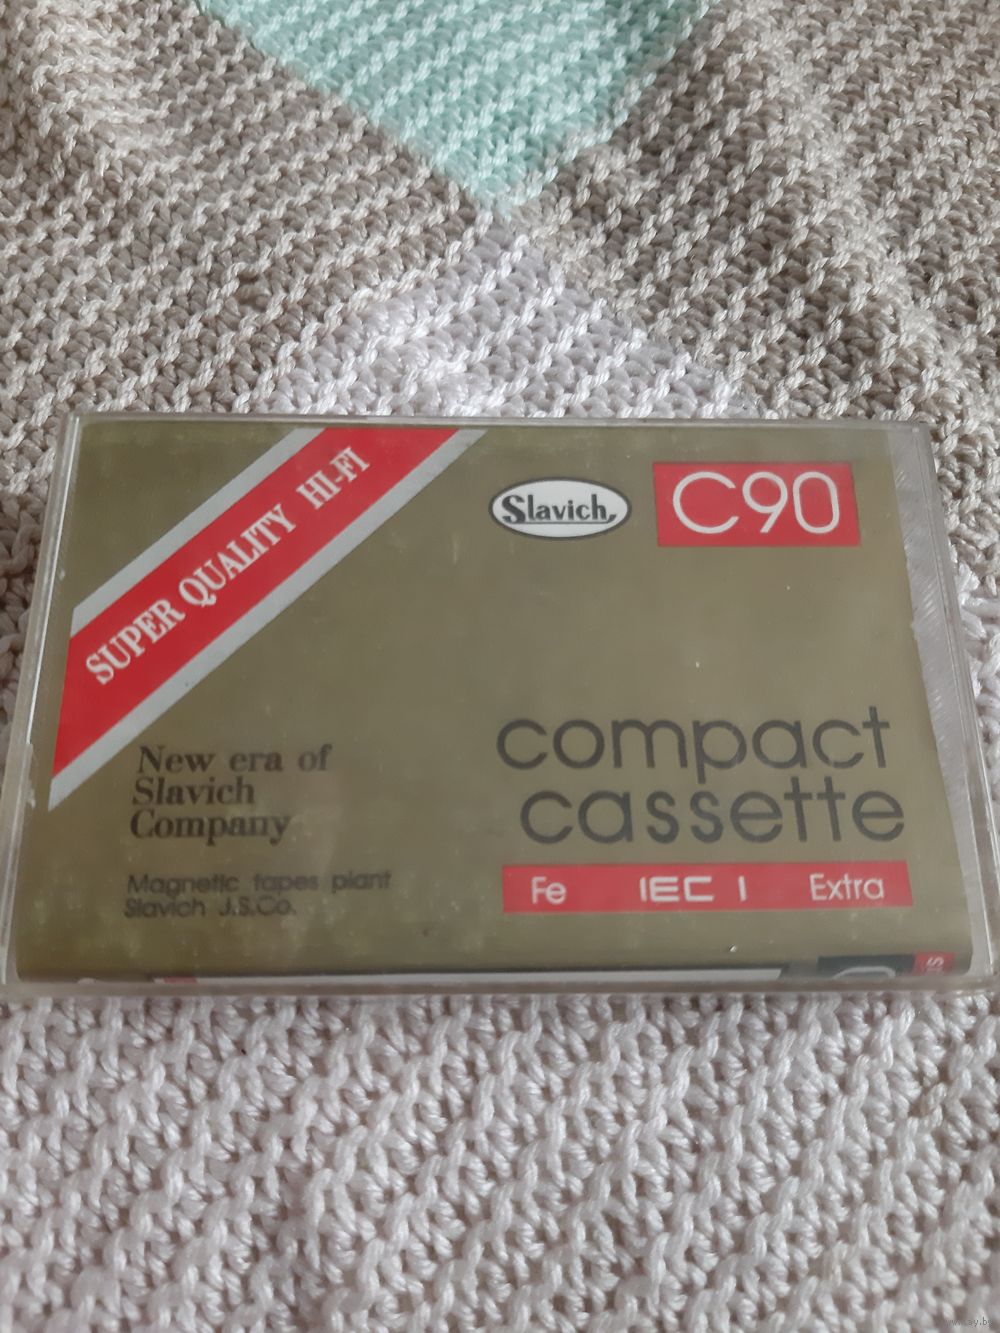 SUPER QUALITY HI-FI
Slavich
C90
compact
cassette
New era of
Slavich
Company
Magnetic tapes plant
Slavich J.S.Co.
Fe IEC I Extra